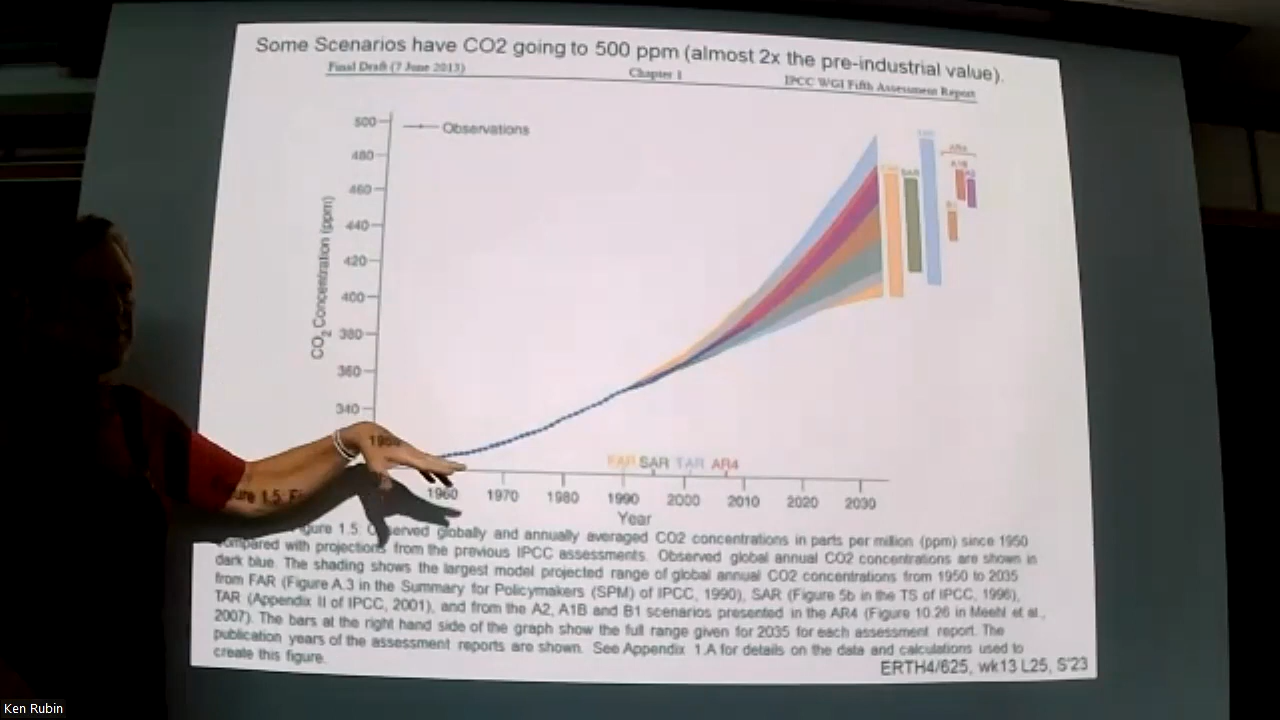 Some Scenarios have CO2 going to 500 ppm (almost 2x the pre-industrial value).
Final Draft (7 June 2013) Chapter 1 IPCC WGI Fifth Assessment Report
500
480
460
440
420
400
380
360
340
CO2 Concentration (ppm)
Observations
SAR
AR4
A1B
A2
B1
FAR SAR TAR AR4
1960 1970 1980 1990 2000 2010 2020 2030
Year
gure 1.5: Observed globally and annually averaged CO2 concentrations in parts per million (ppm) since 1950
compared with projections from the previous IPCC assessments. Observed global annual CO2 concentrations are shown in
dark blue. The shading shows the largest model projected range of global annual CO2 concentrations from 1950 to 2035
from FAR (Figure A.3 in the Summary for Policymakers (SPM) of IPCC, 1990), SAR (Figure 5b in the TS of IPCC, 1996),
TAR (Appendix II of IPCC, 2001), and from the A2, A1B and B1 scenarios presented in the AR4 (Figure 10.26 in Meehl et al.,
2007). The bars at the right hand side of the graph show the full range given for 2035 for each assessment report. The
publication years of the assessment reports are shown. See Appendix 1.A for details on the data and calculations used to
create this figure.
ERTH4/625, wk13 L25, S'23
Ken Rubin